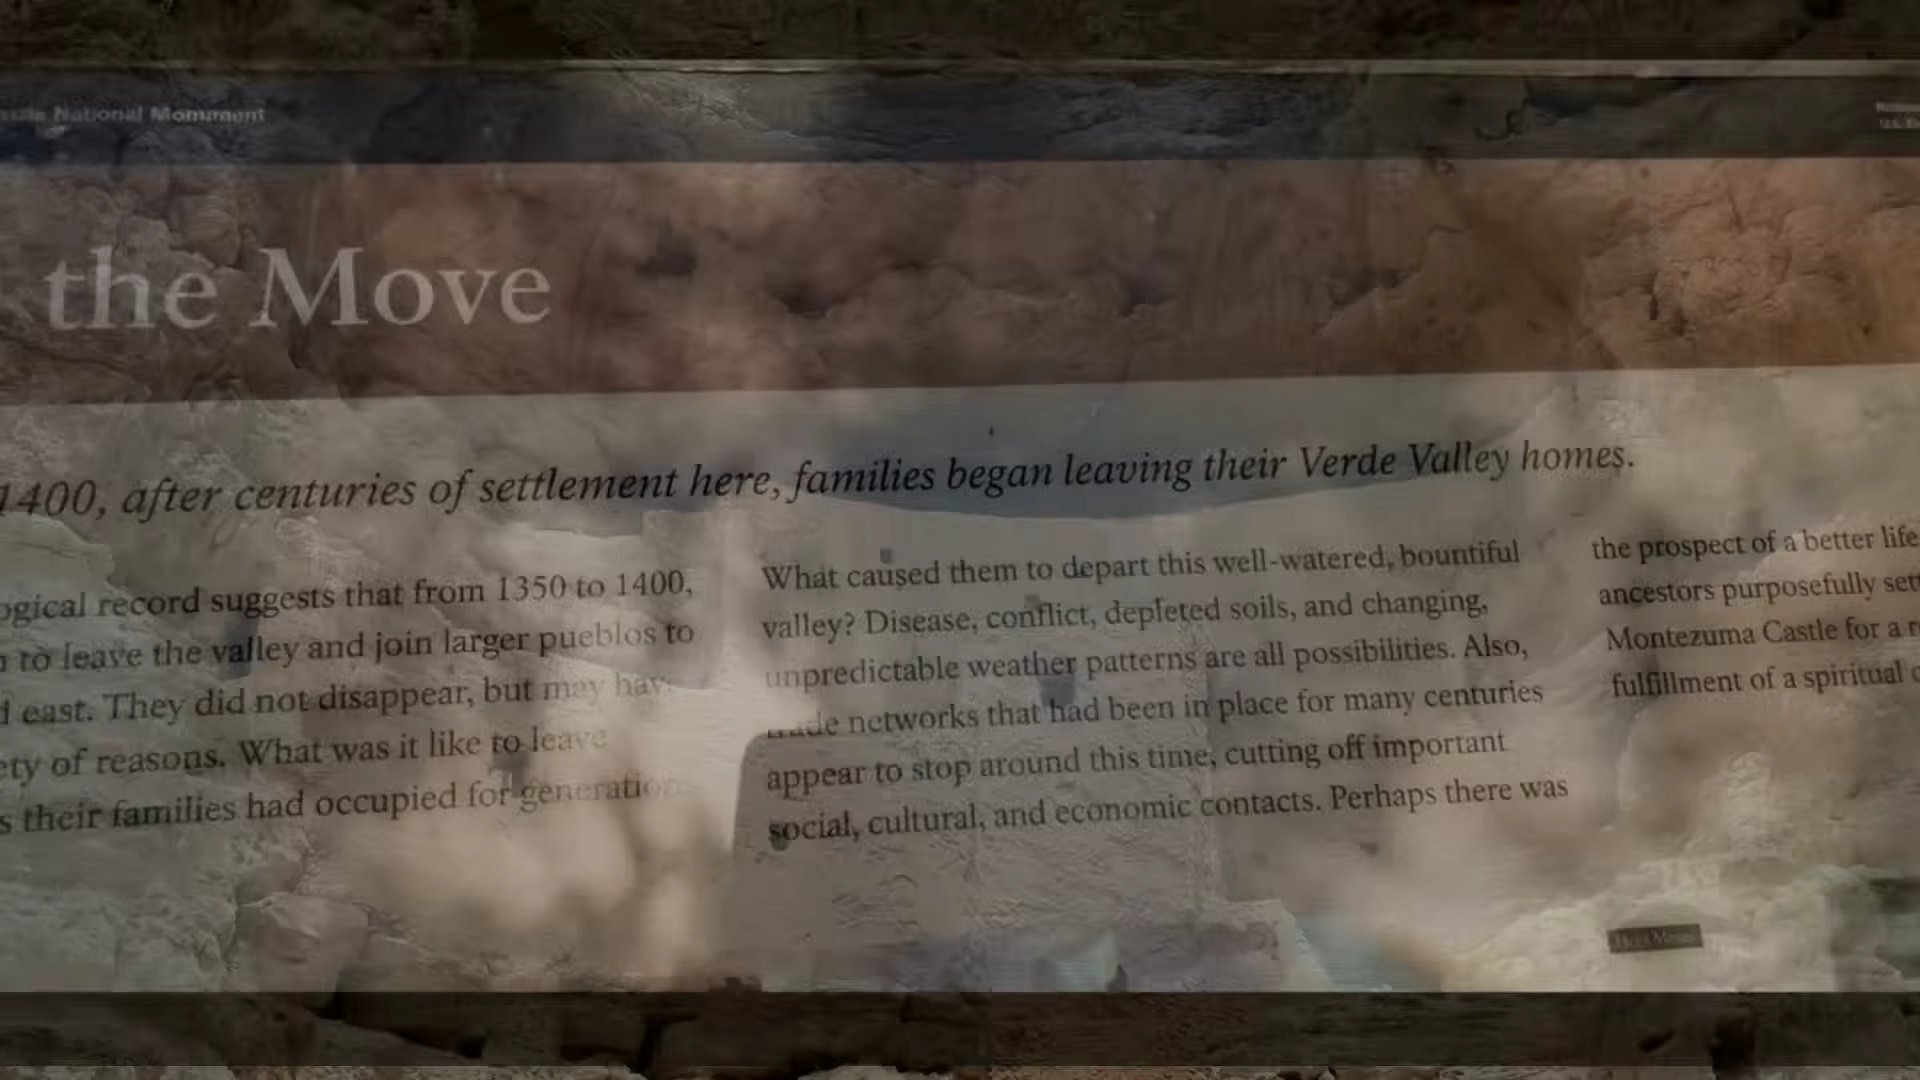 National Monument
the Move
1400, after centuries of settlement here, families began leaving their Verde Valley homes.
record suggests that from 1350 to 1400,
to leave the valley and join larger pueblos to
east. They did not disappear, but may have
of reasons. What was it like to leave
their families had occupied for
What caused them to depart this well-watered, bountiful
valley? Disease, conflict, depleted soils, and changing,
unpredictable weather patterns are all possibilities. Also,
trade networks that had been in place for many centuries
appear to stop around this time, cutting off important
social, cultural, and economic contacts. Perhaps there was
the prospect of a better life
ancestors purposefully
Montezuma Castle for a
fulfillment of a spiritual